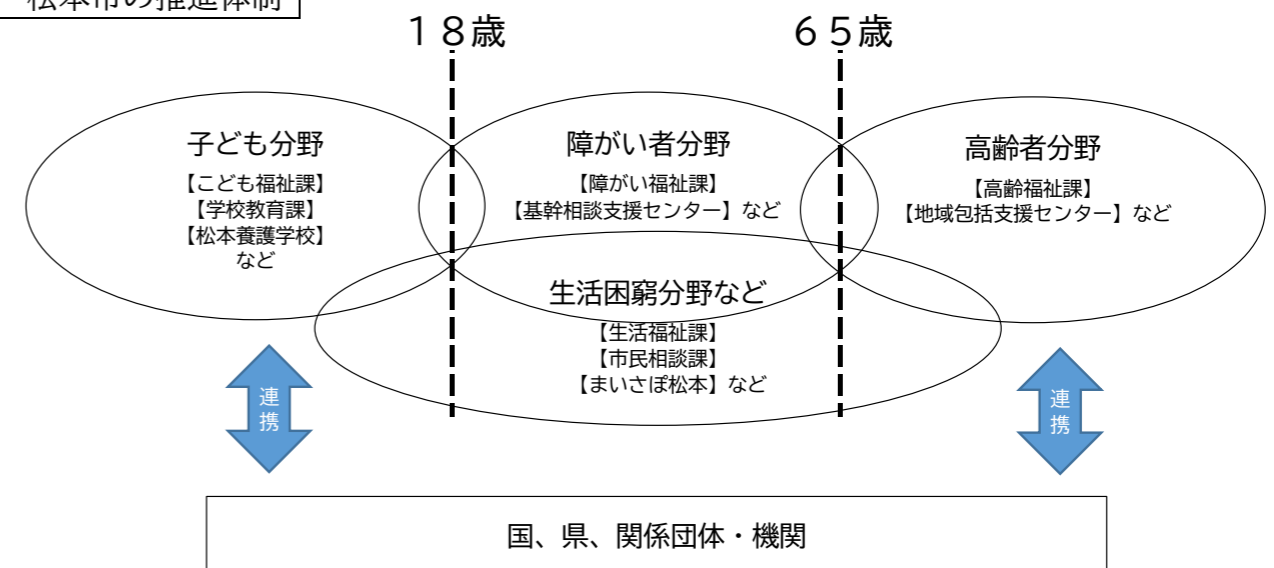 松本市の推進体制
18歳
65歳
子ども分野
【こども福祉課】
【学校教育課】
【松本養護学校】
など
障がい者分野
【障がい福祉課】
【基幹相談支援センター】など
高齢者分野
【高齢福祉課】
【地域包括支援センター】など
生活困窮分野など
【生活福祉課】
【市民相談課】
【まいさぽ松本】など
連携
連携
国、県、関係団体・機関